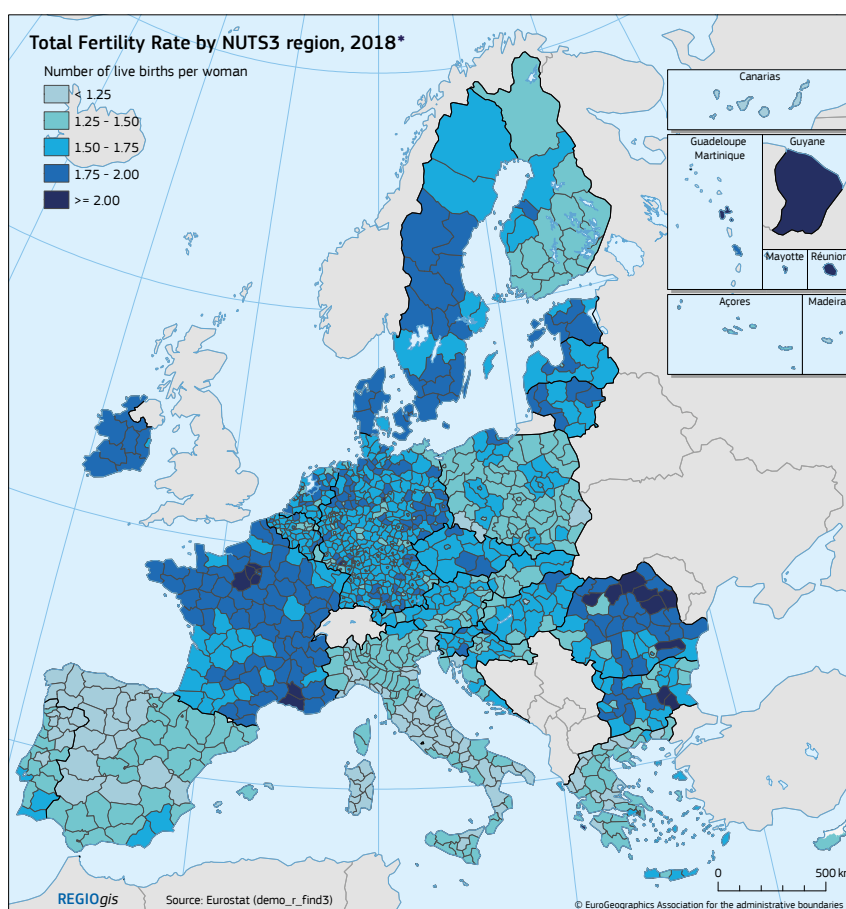 Total Fertility Rate by NUTS3 region, 2018*
Number of live births per woman
< 1.25
1.25 - 1.50
1.50 - 1.75
1.75 - 2.00
>= 2.00
Canarias
Guadeloupe
Martinique
Guyane
Mayotte
Réunion
Açores
Madeira
0
500 km
REGIOgis
Source: Eurostat (demo_r_find3)
© EuroGeographics Association for the administrative boundaries